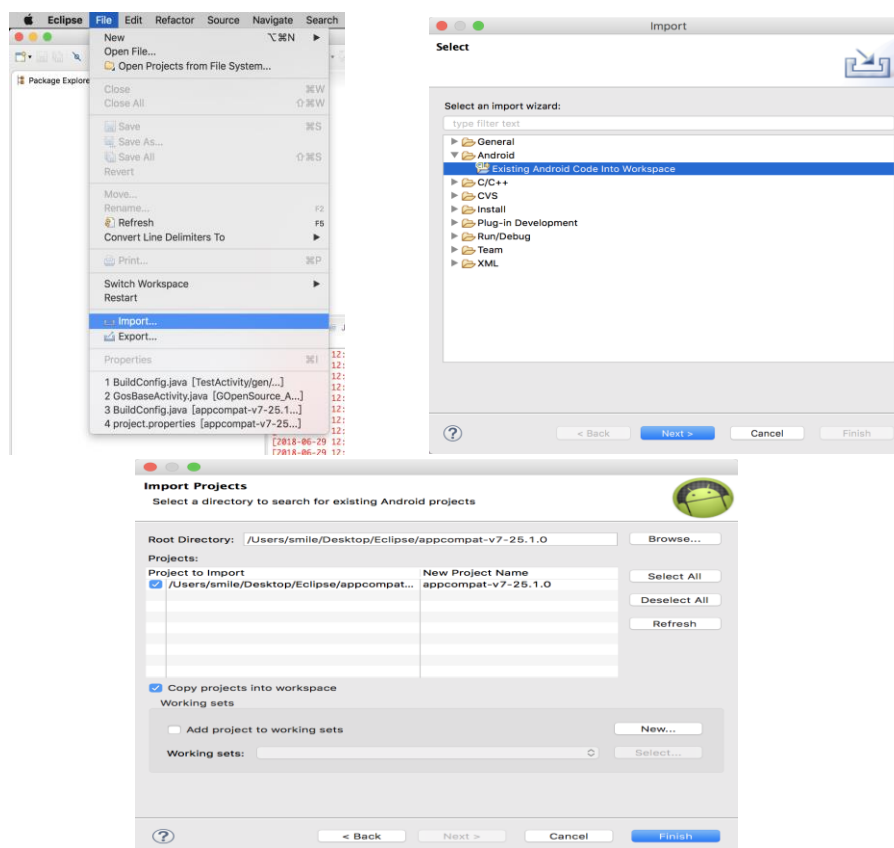 Eclipse File Edit Refactor Source Navigate Search
New ⌥⌘N
Open File...
Open Projects from File System...
Package Explore
Close ⌘W
Close All ⇧⌘W
Save ⌘S
Save As...
Save All ⇧⌘S
Revert
Move...
Rename... F2
Refresh F5
Convert Line Delimiters To
Print... ⌘P
Switch Workspace
Restart
Import...
Export...
Properties ⌘I
1 BuildConfig.java [TestActivity/gen/...]
2 GosBaseActivity.java [GOpenSource_A...]
3 BuildConfig.java [appcompat-v7-25.1...]
4 project.properties [appcompat-v7-25...]
12:
12:
12:
12:
12:
12:
12:
12:
[2018-06-29 12:
[2018-06-29 12:
Import
Select
Select an import wizard:
type filter text
General
Android
Existing Android Code Into Workspace
C/C++
CVS
Install
Plug-in Development
Run/Debug
Team
XML
? < Back Next > Cancel Finish
Import Projects
Select a directory to search for existing Android projects
Root Directory: /Users/smile/Desktop/Eclipse/appcompat-v7-25.1.0 Browse...
Projects:
Project to Import New Project Name
/Users/smile/Desktop/Eclipse/appcompat... appcompat-v7-25.1.0
Select All
Deselect All
Refresh
Copy projects into workspace
Working sets
Add project to working sets New...
Working sets: Select...
? < Back Next > Cancel Finish